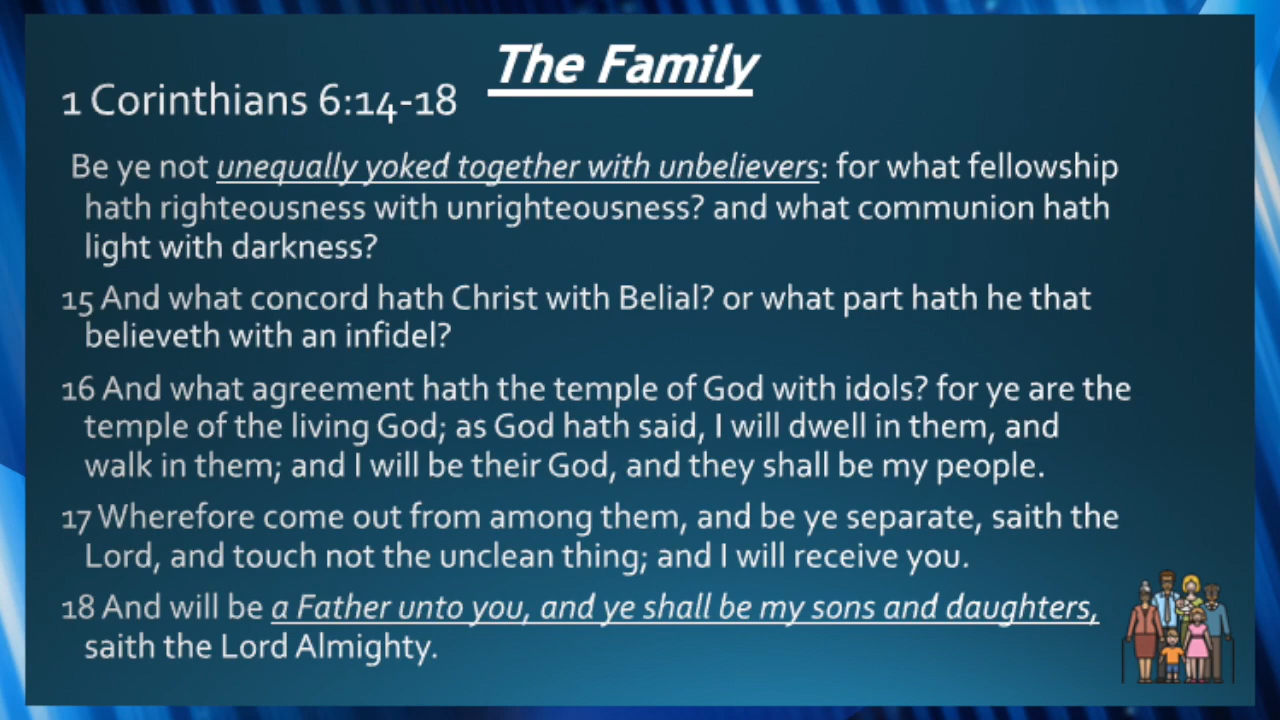 The Family
1 Corinthians 6:14-18
Be ye not unequally yoked together with unbelievers: for what fellowship
hath righteousness with unrighteousness? and what communion hath
light with darkness?
15 And what concord hath Christ with Belial? or what part hath he that
believeth with an infidel?
16 And what agreement hath the temple of God with idols? for ye are the
temple of the living God; as God hath said, I will dwell in them, and
walk in them; and I will be their God, and they shall be my people.
17 Wherefore come out from among them, and be ye separate, saith the
Lord, and touch not the unclean thing; and I will receive you.
18 And will be a Father unto you, and ye shall be my sons and daughters,
saith the Lord Almighty.